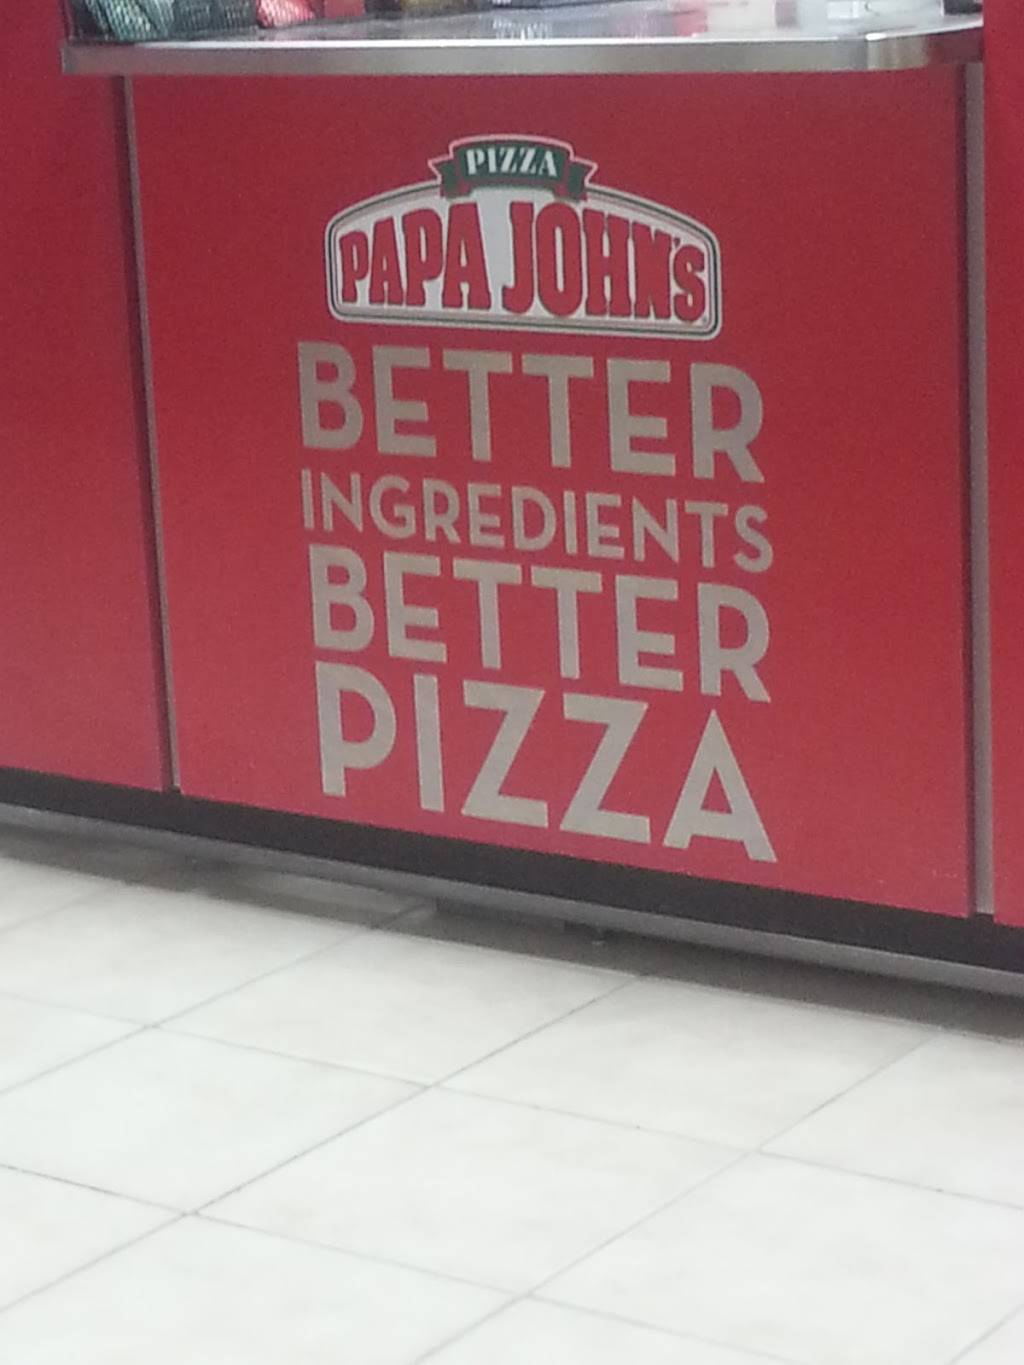 PIZZA
PAPA JOHN'S
BETTER
INGREDIENTS
BETTER
PIZZA